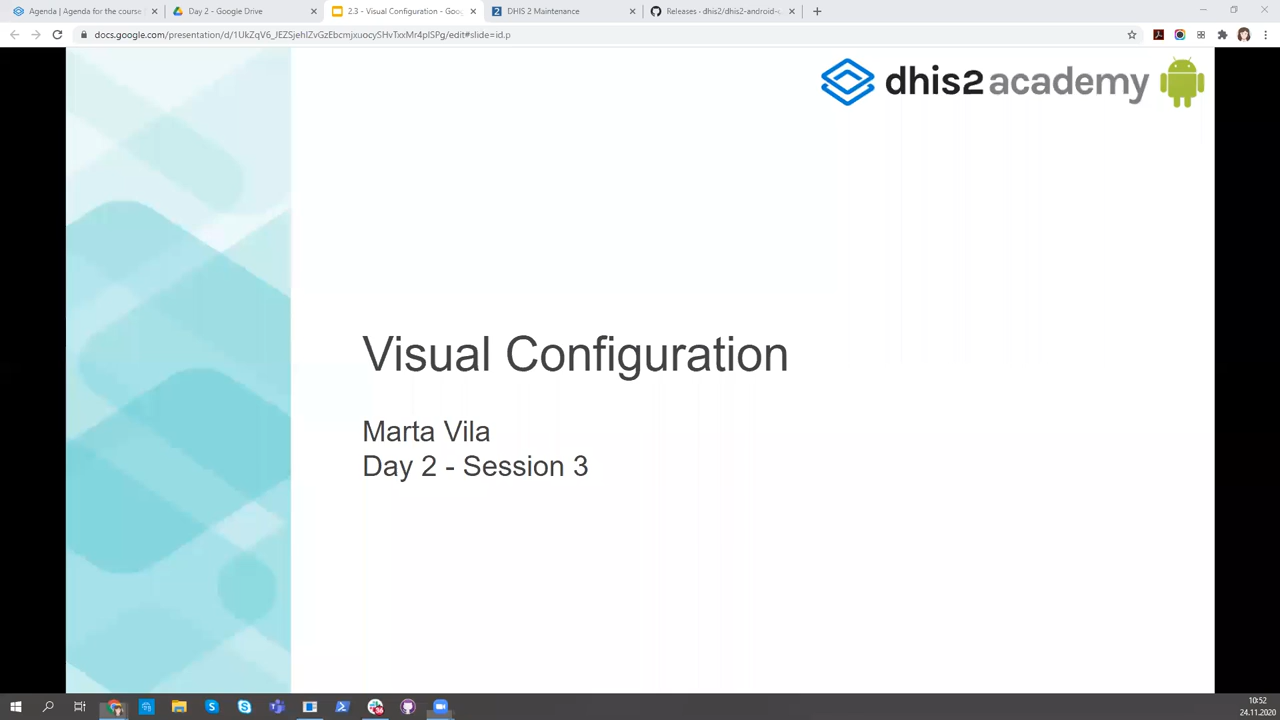 Agenda | Agenda for the course
Day 2 - Google Drive
2.3 - Visual Configuration - Goo
DHIS 2 Maintenance
Releases - dhis2/dhis2-android-c
docs.google.com/presentation/d/1UkZqV6_JEZSjehIZvGzEbcmjxuocySHvTxxMr4plSPg/edit#slide=id.p
dhis2 academy
Visual Configuration
Marta Vila
Day 2 - Session 3
10:52
24.11.2020